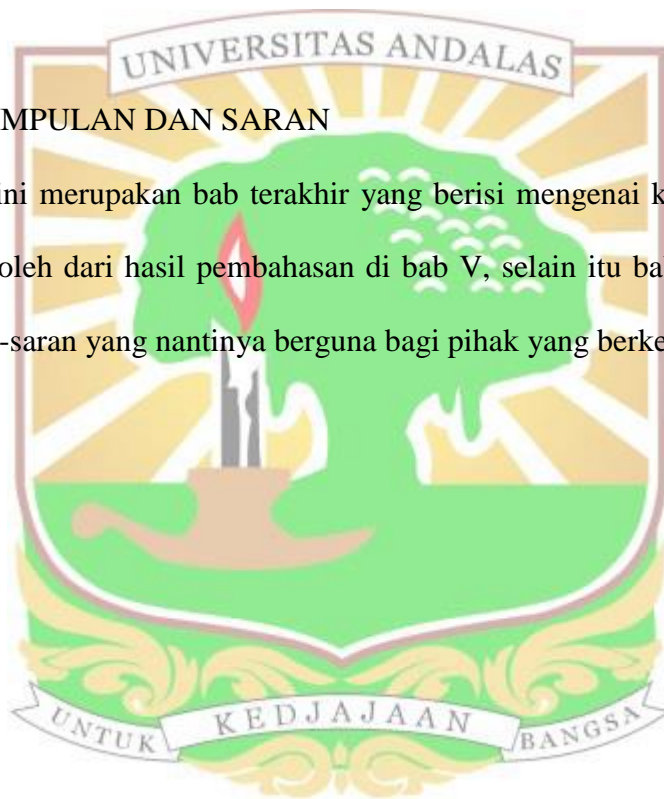 UNIVERSITAS ANDALAS
MPULAN DAN SARAN
ini merupakan bab terakhir yang berisi mengenai k
oleh dari hasil pembahasan di bab V, selain itu ba
-saran yang nantinya berguna bagi pihak yang berke
UNTUK KEDJAJAAN BANGSA